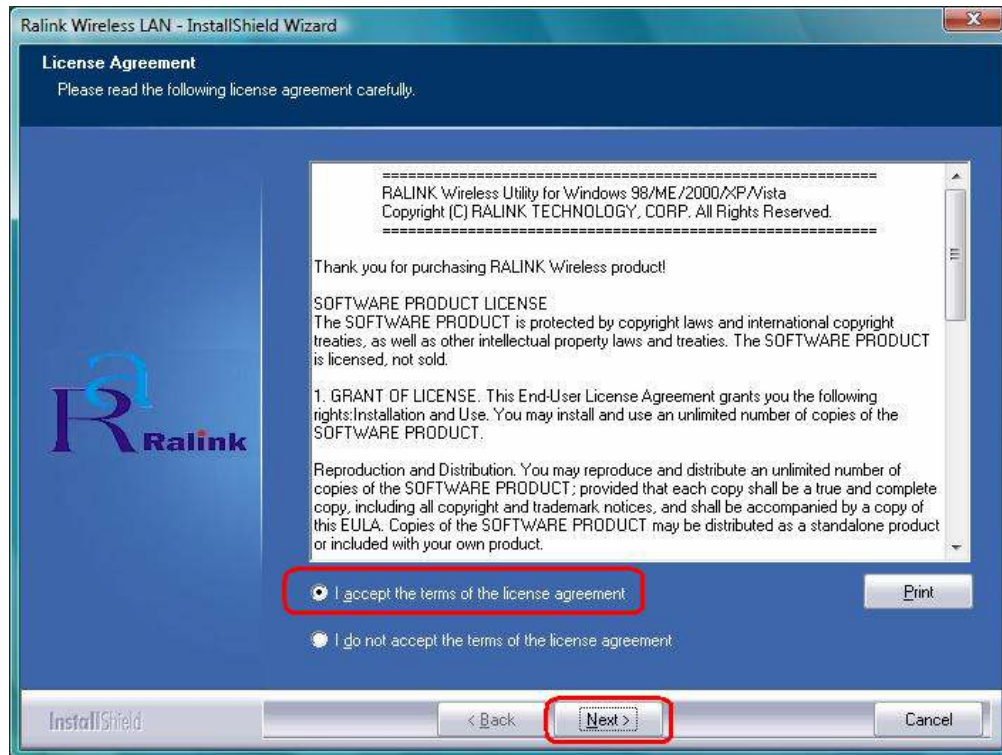 Ralink Wireless LAN - InstallShield Wizard
License Agreement
Please read the following license agreement carefully.
====================================================
RALINK Wireless Utility for Windows 98/ME/2000/XP/Vista
Copyright (C) RALINK TECHNOLOGY, CORP. All Rights Reserved.
====================================================
Thank you for purchasing RALINK Wireless product!
SOFTWARE PRODUCT LICENSE
The SOFTWARE PRODUCT is protected by copyright laws and international copyright
treaties, as well as other intellectual property laws and treaties. The SOFTWARE PRODUCT
is licensed, not sold.
1. GRANT OF LICENSE. This End-User License Agreement grants you the following
rights:Installation and Use. You may install and use an unlimited number of copies of the
SOFTWARE PRODUCT.
Reproduction and Distribution. You may reproduce and distribute an unlimited number of
copies of the SOFTWARE PRODUCT; provided that each copy shall be a true and complete
copy, including all copyright and trademark notices, and shall be accompanied by a copy of
this EULA. Copies of the SOFTWARE PRODUCT may be distributed as a standalone product
or included with your own product.
Ra
Ralink
I accept the terms of the license agreement
Print
I do not accept the terms of the license agreement
InstallShield
< Back
Next >
Cancel